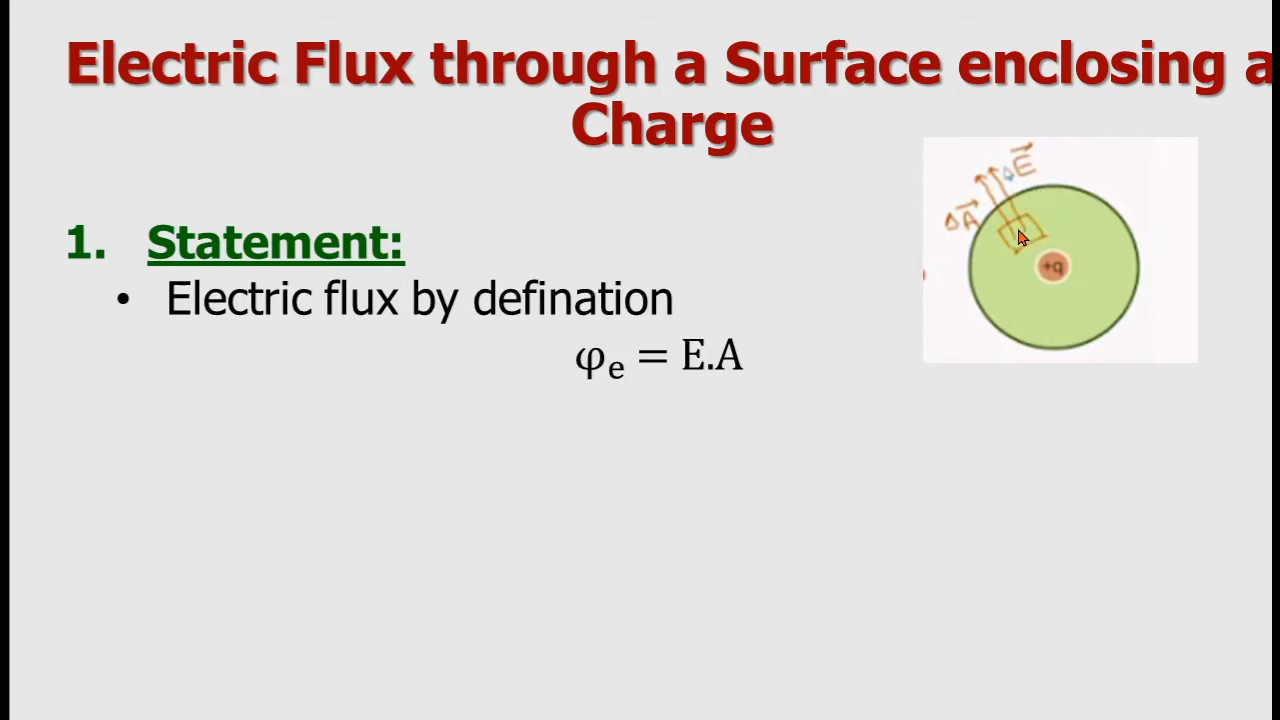 Electric Flux through a Surface enclosing a
Charge
ΔE⃗
ΔA⃗
+q
1. Statement:
• Electric flux by defination
φₑ = E.A